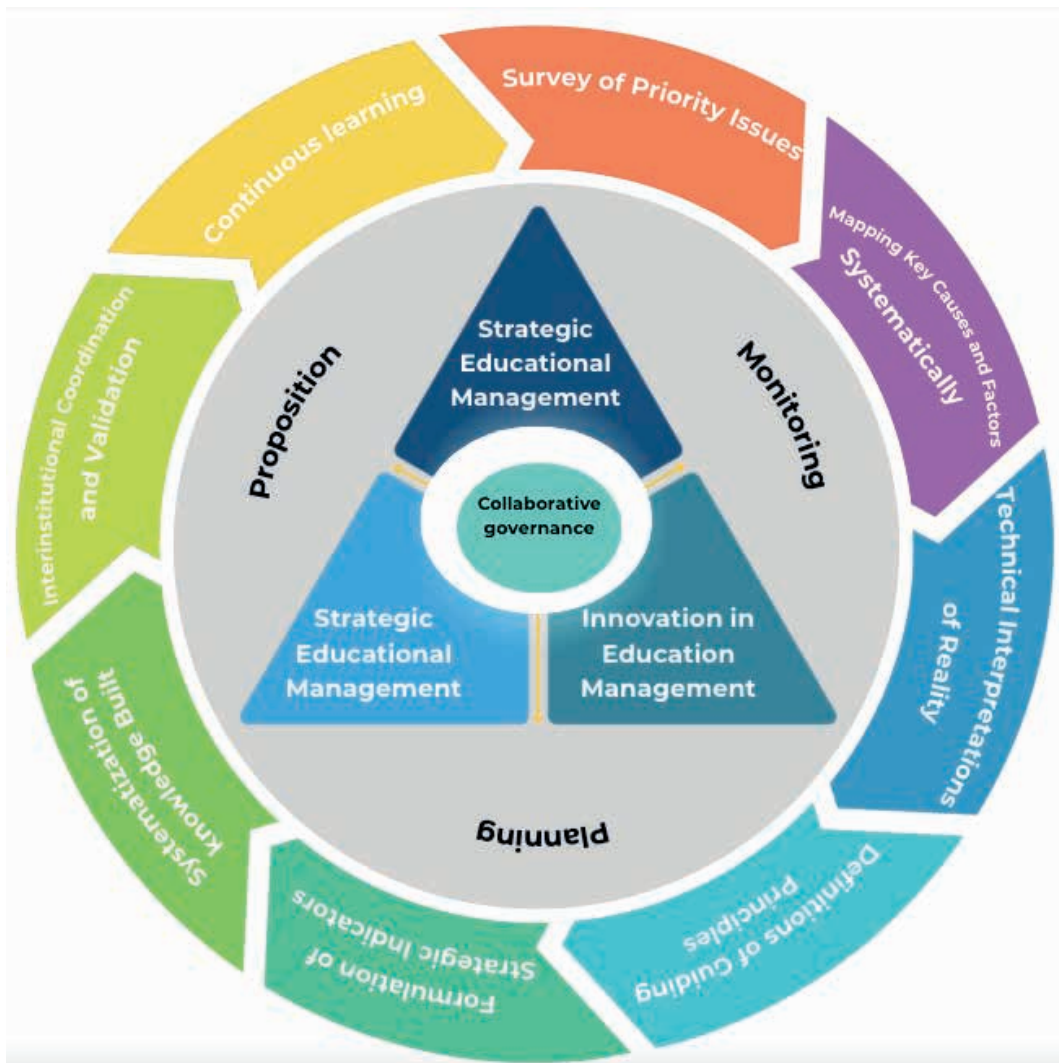 Survey of Priority Issues
Mapping Key Causes and Factors
Systematically
Technical Interpretations
of Reality
Definitions of Guiding
Principles
Formulation of
Strategic Indicators
Systematization of
Knowledge Built
Interinstitutional Coordination
and Validation
Continuous learning
Proposition
Monitoring
Planning
Strategic
Educational
Management
Collaborative
governance
Strategic
Educational
Management
Innovation in
Education
Management